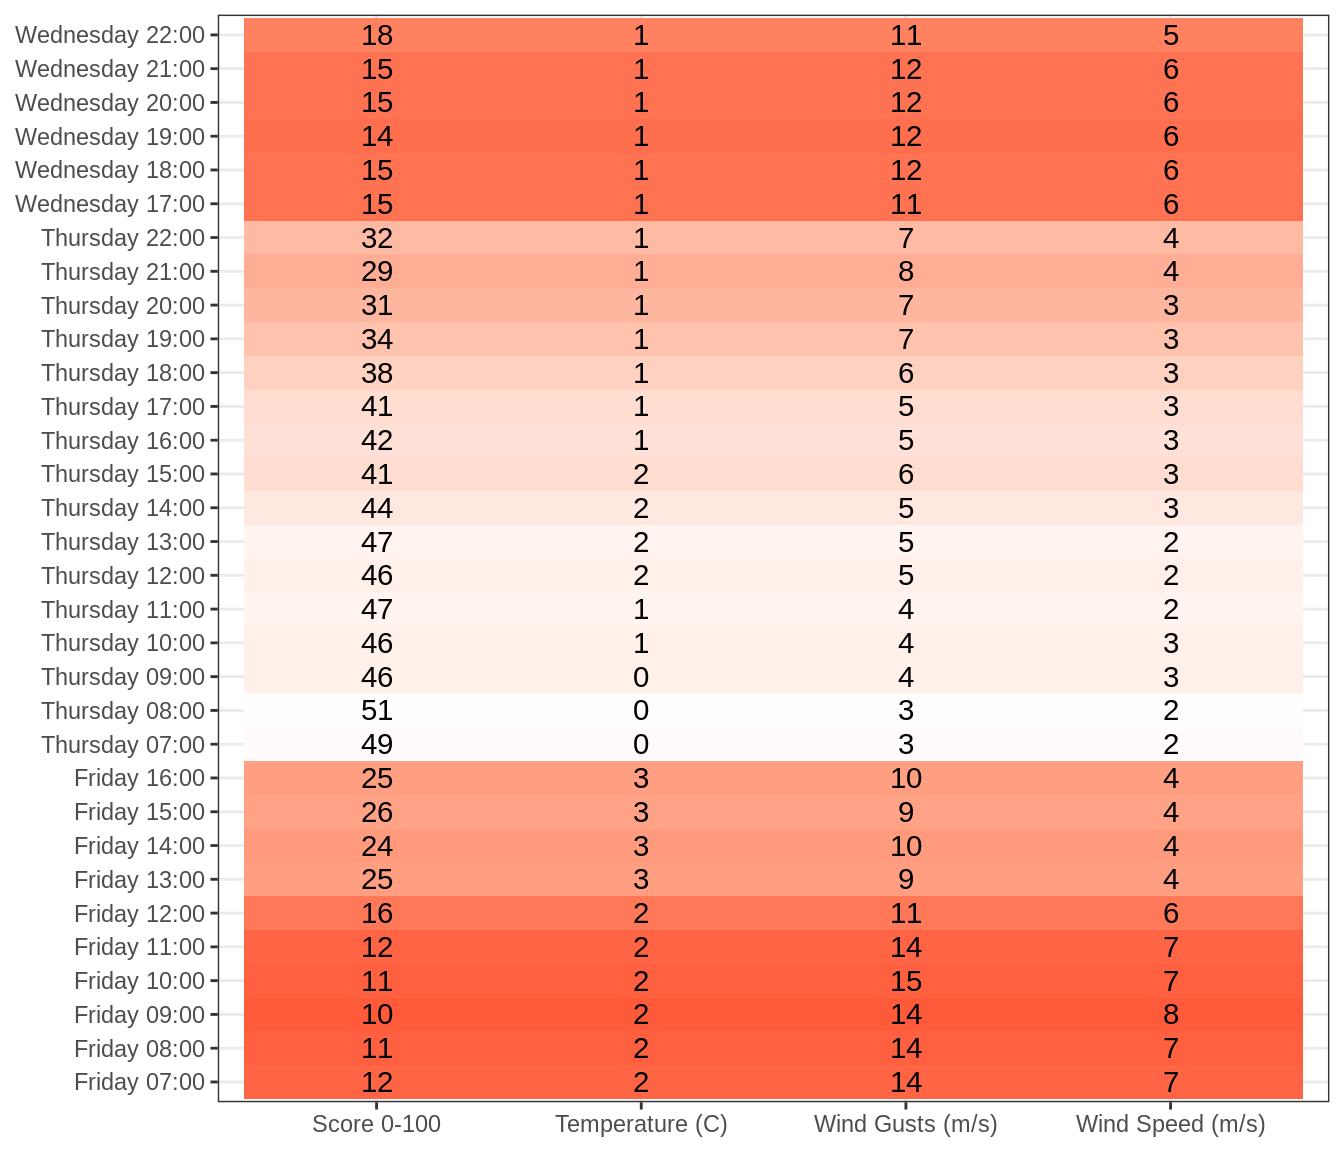 Wednesday 22:00 18 1 11 5
Wednesday 21:00 15 1 12 6
Wednesday 20:00 15 1 12 6
Wednesday 19:00 14 1 12 6
Wednesday 18:00 15 1 12 6
Wednesday 17:00 15 1 11 6
Thursday 22:00 32 1 7 4
Thursday 21:00 29 1 8 4
Thursday 20:00 31 1 7 3
Thursday 19:00 34 1 7 3
Thursday 18:00 38 1 6 3
Thursday 17:00 41 1 5 3
Thursday 16:00 42 1 5 3
Thursday 15:00 41 2 6 3
Thursday 14:00 44 2 5 3
Thursday 13:00 47 2 5 2
Thursday 12:00 46 2 5 2
Thursday 11:00 47 1 4 2
Thursday 10:00 46 1 4 3
Thursday 09:00 46 0 4 3
Thursday 08:00 51 0 3 2
Thursday 07:00 49 0 3 2
Friday 16:00 25 3 10 4
Friday 15:00 26 3 9 4
Friday 14:00 24 3 10 4
Friday 13:00 25 3 9 4
Friday 12:00 16 2 11 6
Friday 11:00 12 2 14 7
Friday 10:00 11 2 15 7
Friday 09:00 10 2 14 8
Friday 08:00 11 2 14 7
Friday 07:00 12 2 14 7
Score 0-100 Temperature (C) Wind Gusts (m/s) Wind Speed (m/s)